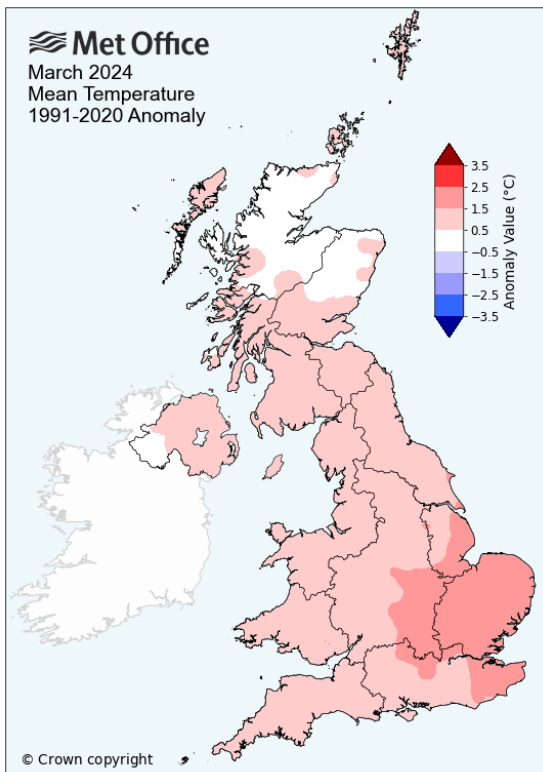 Met Office
March 2024
Mean Temperature
1991-2020 Anomaly
3.5
2.5
1.5
0.5
−0.5
−1.5
−2.5
−3.5
Anomaly Value (°C)
© Crown copyright